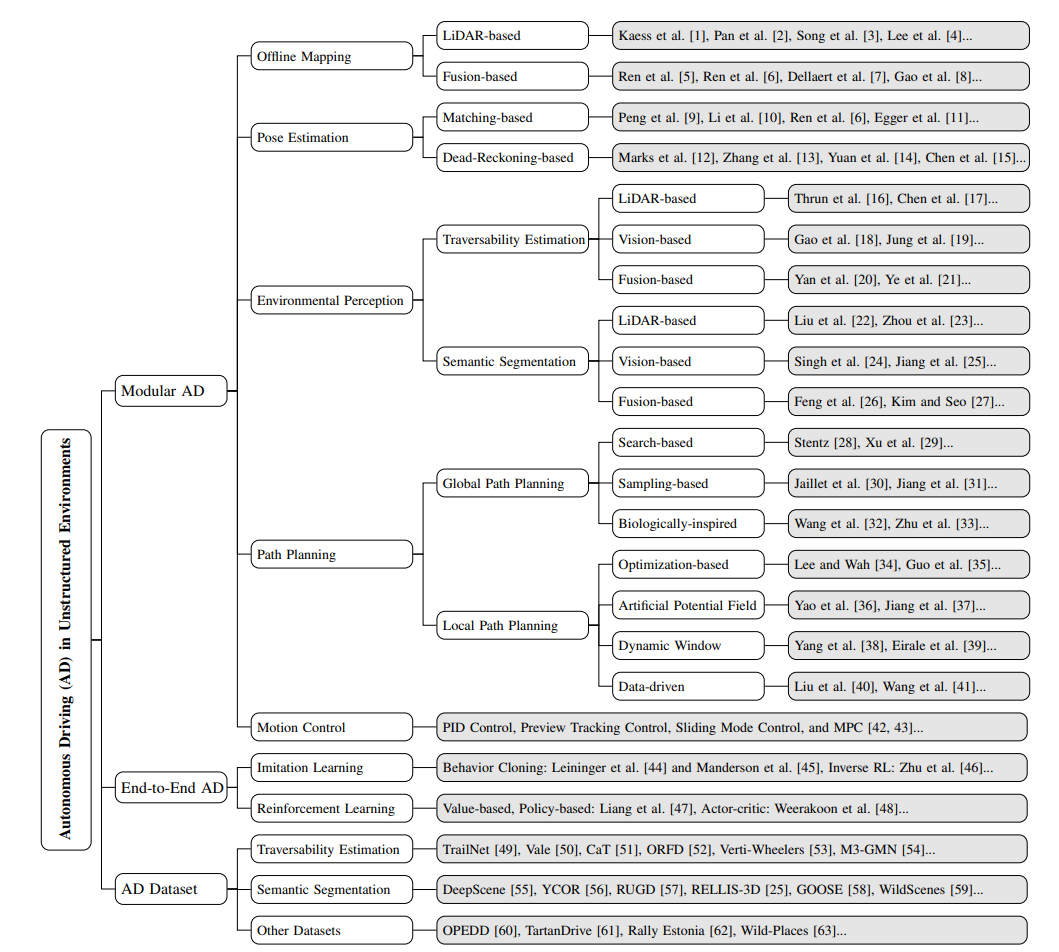 Autonomous Driving (AD) in Unstructured Environments
Modular AD
Offline Mapping
LiDAR-based
Kaess et al. [1], Pan et al. [2], Song et al. [3], Lee et al. [4]...
Fusion-based
Ren et al. [5], Ren et al. [6], Dellaert et al. [7], Gao et al. [8]...
Pose Estimation
Matching-based
Peng et al. [9], Li et al. [10], Ren et al. [6], Egger et al. [11]...
Dead-Reckoning-based
Marks et al. [12], Zhang et al. [13], Yuan et al. [14], Chen et al. [15]...
Environmental Perception
Traversability Estimation
LiDAR-based
Thrun et al. [16], Chen et al. [17]...
Vision-based
Gao et al. [18], Jung et al. [19]...
Fusion-based
Yan et al. [20], Ye et al. [21]...
Semantic Segmentation
LiDAR-based
Liu et al. [22], Zhou et al. [23]...
Vision-based
Singh et al. [24], Jiang et al. [25]...
Fusion-based
Feng et al. [26], Kim and Seo [27]...
Path Planning
Global Path Planning
Search-based
Stentz [28], Xu et al. [29]...
Sampling-based
Jaillet et al. [30], Jiang et al. [31]...
Biologically-inspired
Wang et al. [32], Zhu et al. [33]...
Local Path Planning
Optimization-based
Lee and Wah [34], Guo et al. [35]...
Artificial Potential Field
Yao et al. [36], Jiang et al. [37]...
Dynamic Window
Yang et al. [38], Eirale et al. [39]...
Data-driven
Liu et al. [40], Wang et al. [41]...
Motion Control
PID Control, Preview Tracking Control, Sliding Mode Control, and MPC [42, 43]...
End-to-End AD
Imitation Learning
Behavior Cloning: Leininger et al. [44] and Manderson et al. [45], Inverse RL: Zhu et al. [46]...
Reinforcement Learning
Value-based, Policy-based: Liang et al. [47], Actor-critic: Weerakoon et al. [48]...
AD Dataset
Traversability Estimation
TrailNet [49], Vale [50], CaT [51], ORFD [52], Verti-Wheelers [53], M3-GMN [54]...
Semantic Segmentation
DeepScene [55], YCOR [56], RUGD [57], RELLIS-3D [25], GOOSE [58], WildScenes [59]...
Other Datasets
OPEDD [60], TartanDrive [61], Rally Estonia [62], Wild-Places [63]...